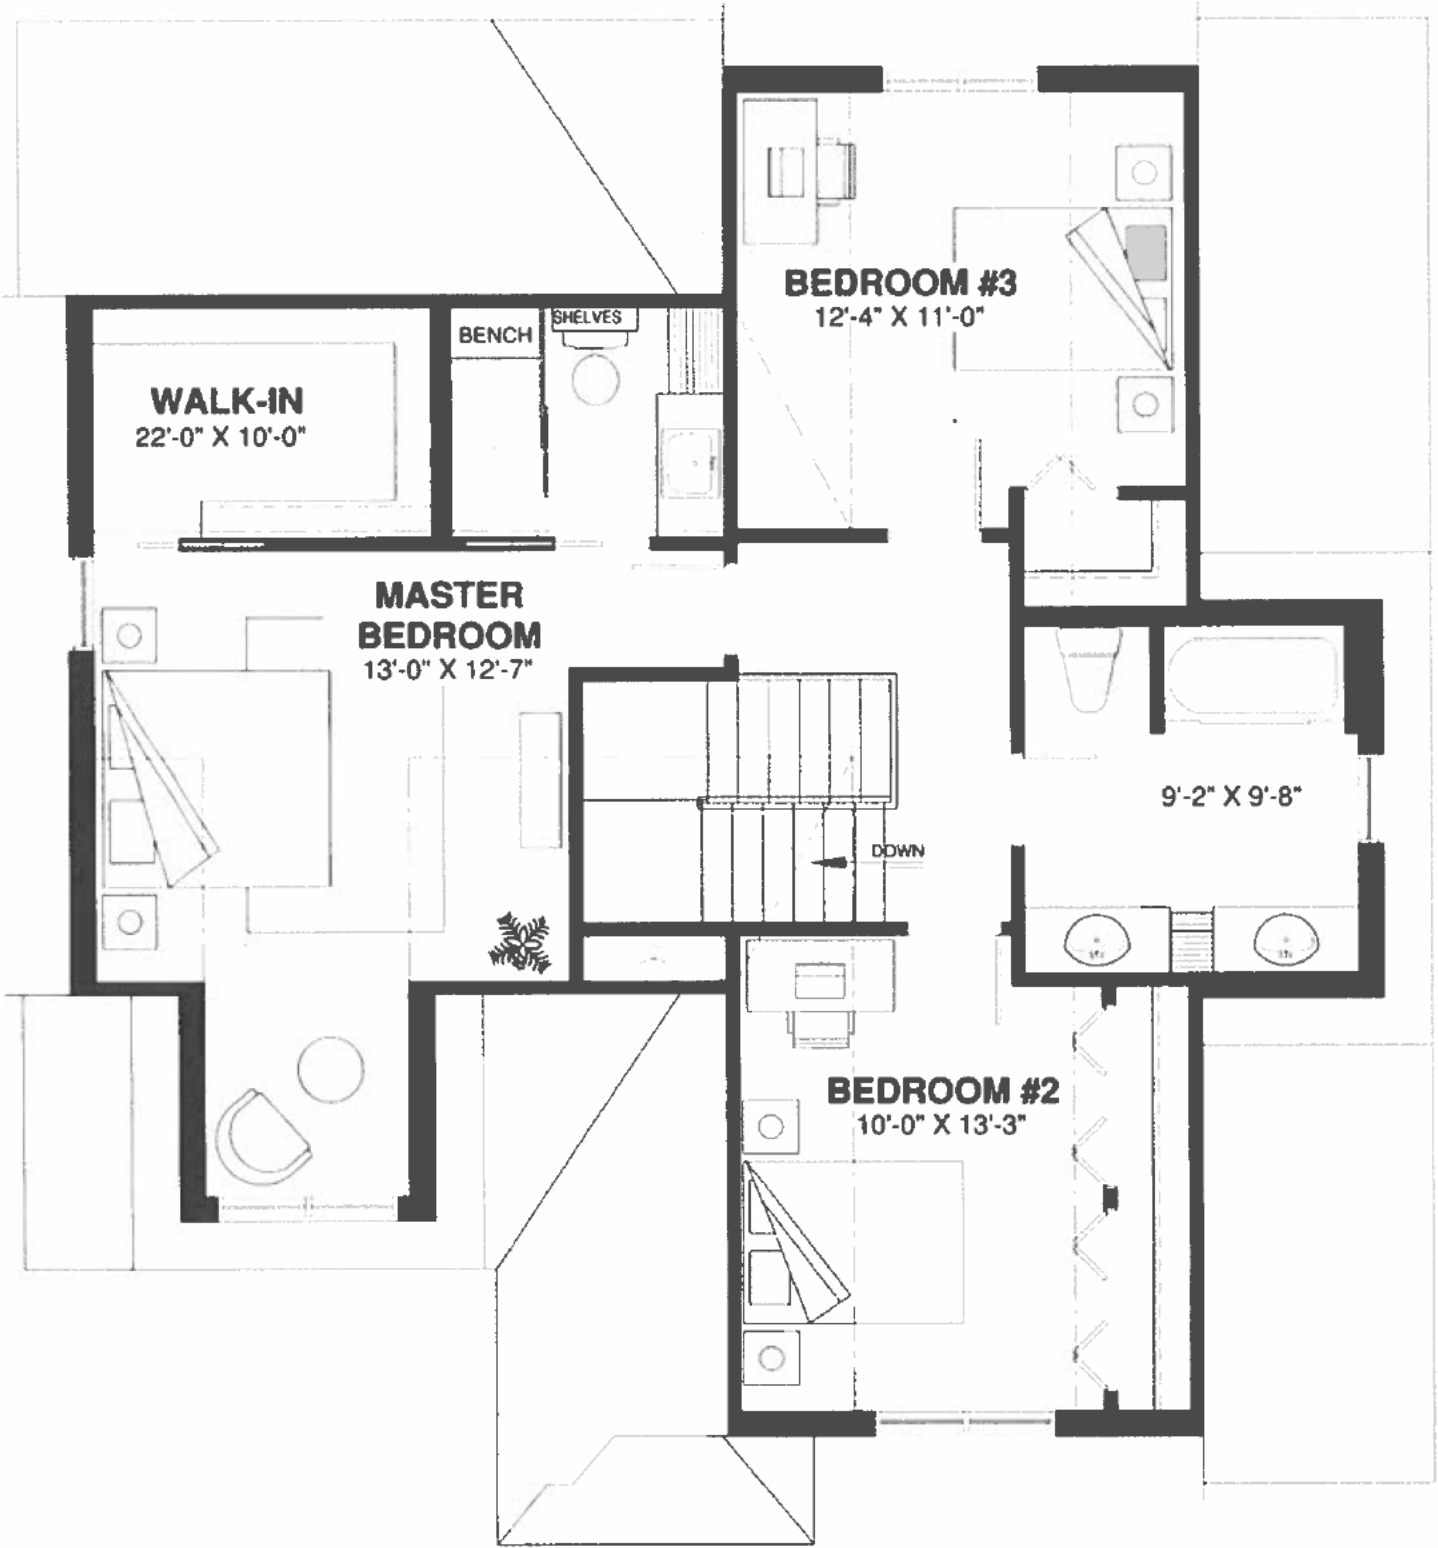 BEDROOM #3
12'-4" X 11'-0"
SHELVES
BENCH
WALK-IN
22'-0" X 10'-0"
MASTER
BEDROOM
13'-0" X 12'-7"
9'-2" X 9'-8"
DOWN
BEDROOM #2
10'-0" X 13'-3"